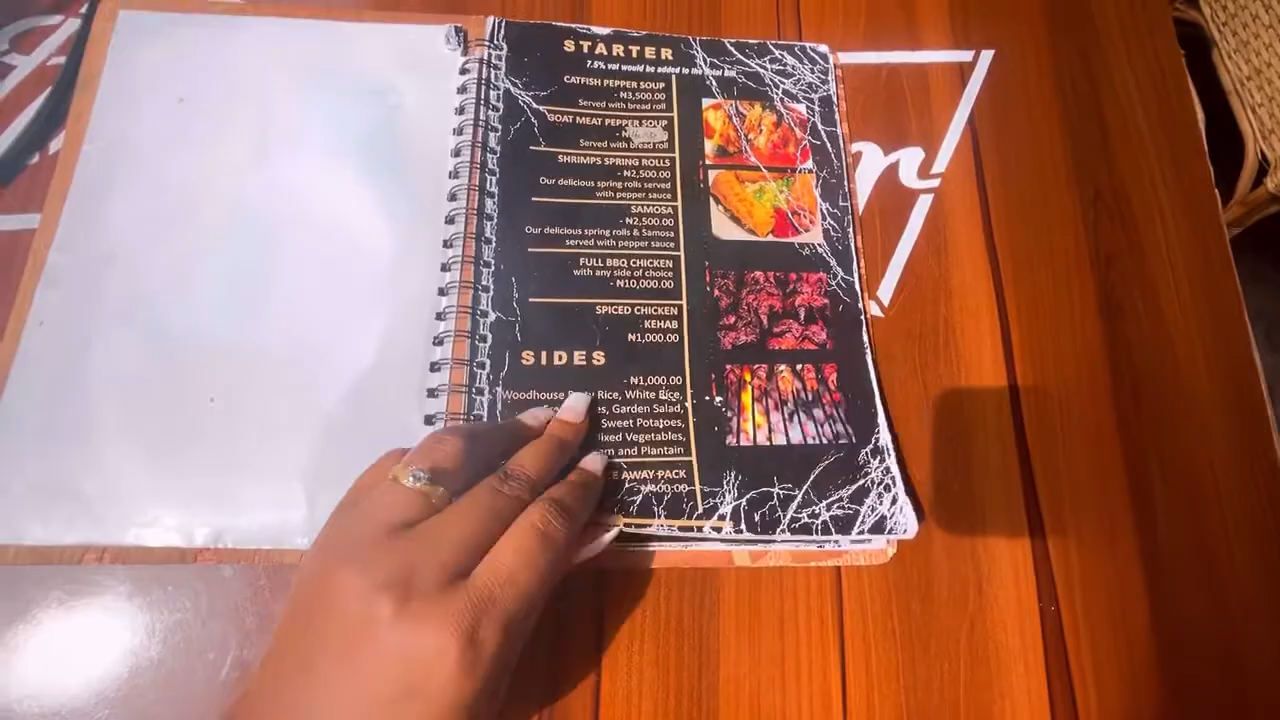 STARTER
7.5% vat would be added to the total Bill
CATFISH PEPPER SOUP
- ₦3,500.00
Served with bread roll
GOAT MEAT PEPPER SOUP
Served with bread roll
SHRIMPS SPRING ROLLS
- ₦2,500.00
Our delicious spring rolls served
with pepper sauce
SAMOSA
- ₦2,500.00
Our delicious spring rolls & Samosa
served with pepper sauce
FULL BBQ CHICKEN
with any side of choice
- ₦10,000.00
SPICED CHICKEN
KEHAB
₦1,000.00
SIDES
- ₦1,000.00
Woodhouse Rice, White Rice,
Garden Salad,
Sweet Potatoes,
Mixed Vegetables,
and Plantain
AWAY PACK